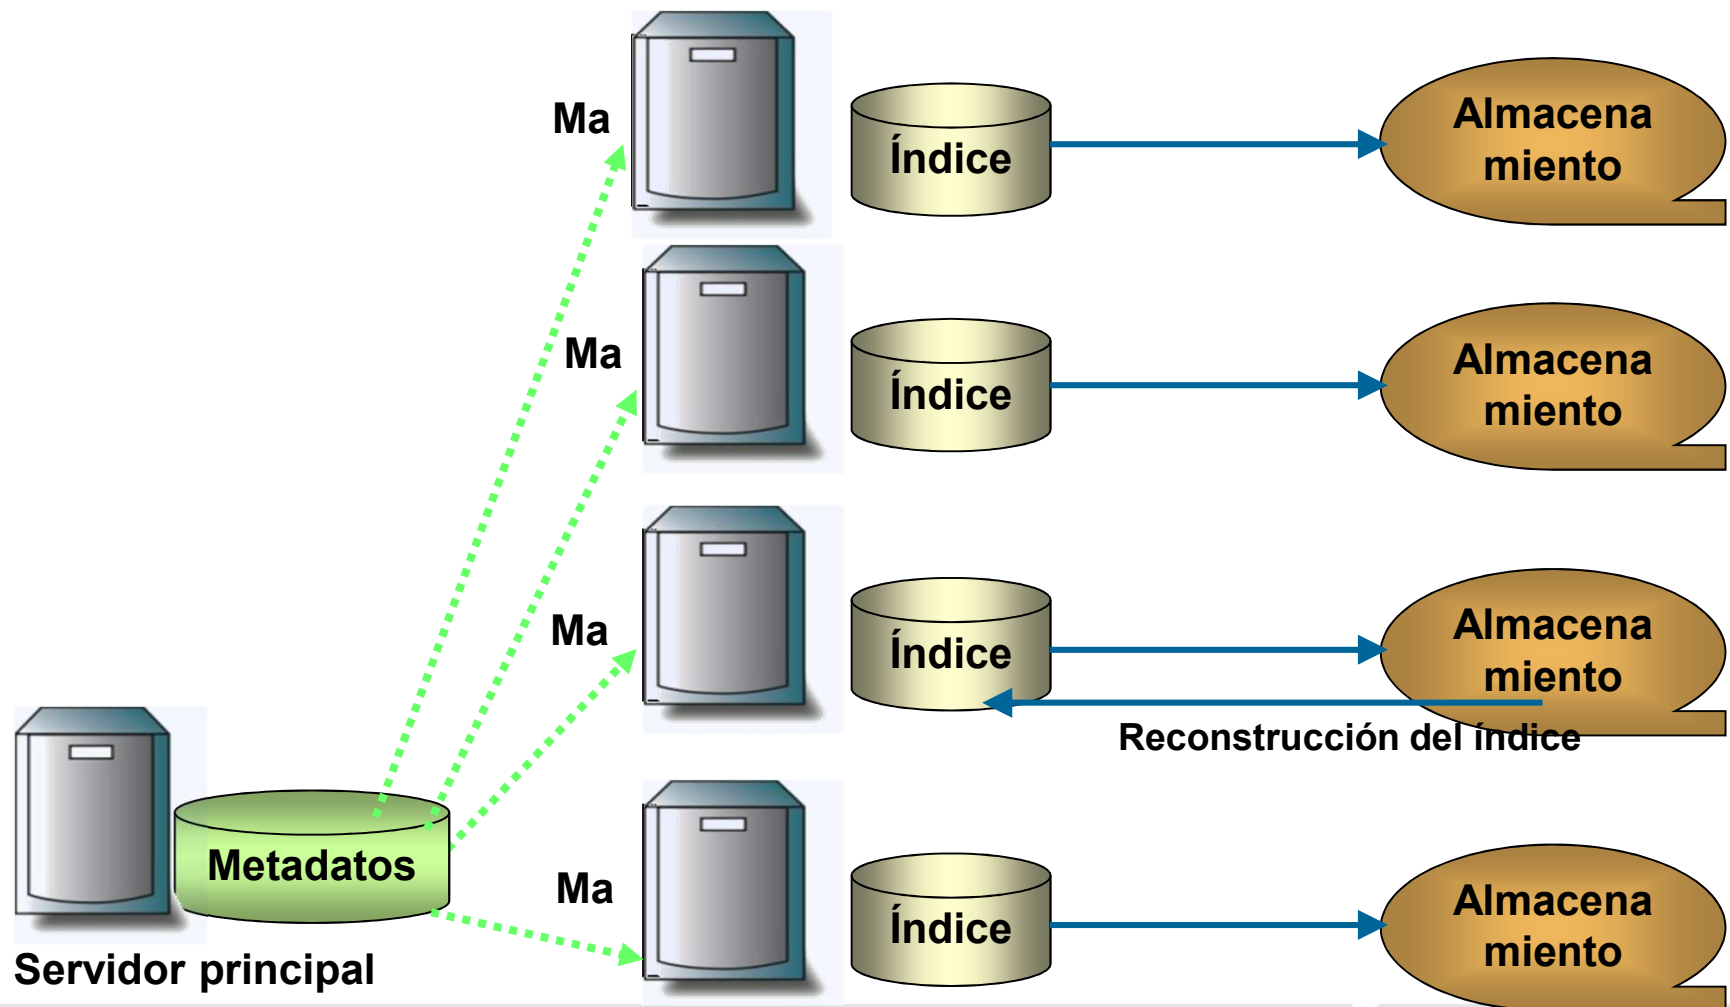 Ma
Índice
Almacena
miento
Ma
Índice
Almacena
miento
Ma
Índice
Almacena
miento
Reconstrucción del índice
Metadatos
Servidor principal
Ma
Índice
Almacena
miento